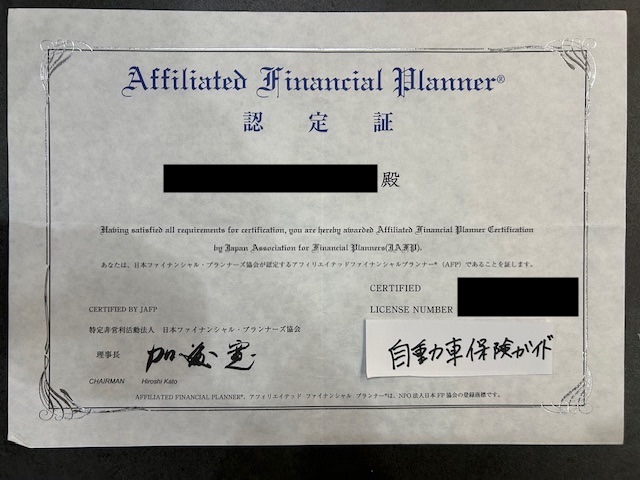 Affiliated Financial Planner®
認定証
殿
Having satisfied all requirements for certification, you are hereby awarded Affiliated Financial Planner Certification
by Japan Association for Financial Planners(JAFP).
あなたは、日本ファイナンシャル・プランナーズ協会が認定するアフィリエイテッドファイナンシャルプランナー®（AFP）であることを証します。
CERTIFIED
LICENSE NUMBER
CERTIFIED BY JAFP
特定非営利活動法人 日本ファイナンシャル・プランナーズ協会
理事長 加藤寛
CHAIRMAN Hiroshi Kato
自動車保険ガイド
AFFILIATED FINANCIAL PLANNER®、アフィリエイテッド ファイナンシャル プランナー®は、NPO法人日本FP協会の登録商標です。